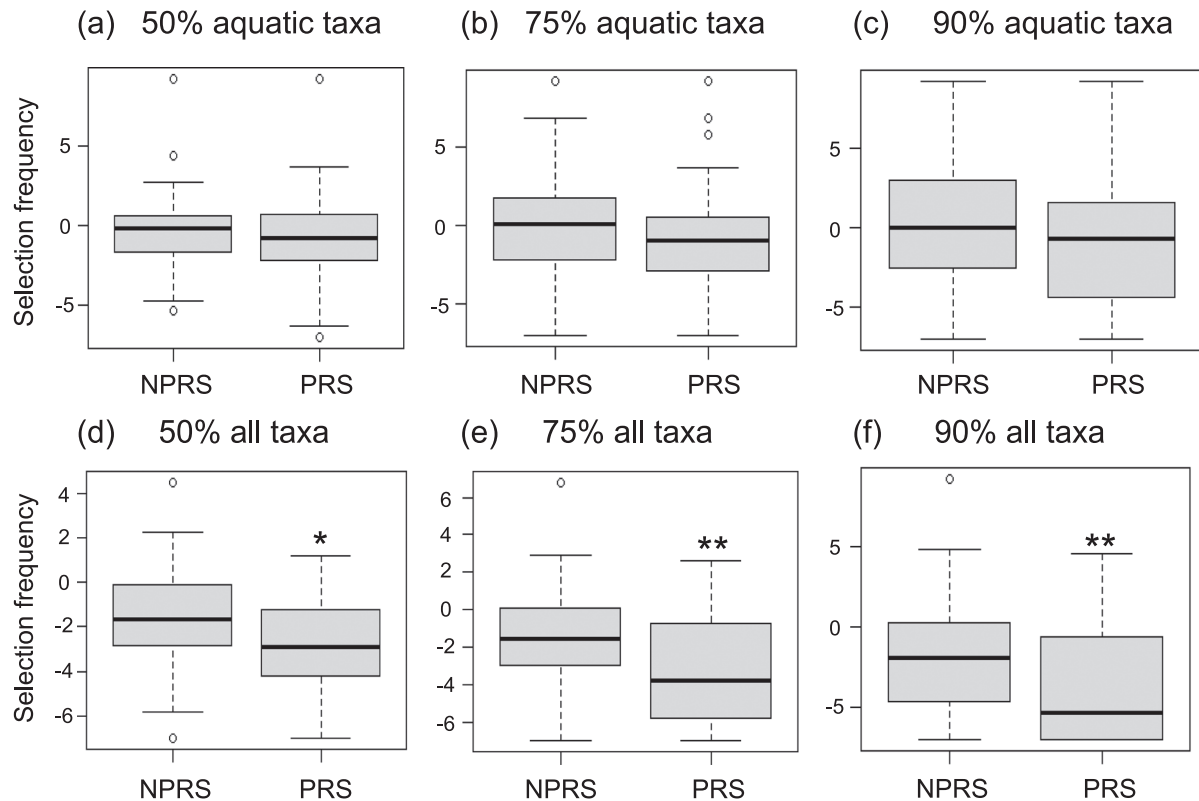 (a) 50% aquatic taxa
(b) 75% aquatic taxa
(c) 90% aquatic taxa
Selection frequency
5
0
-5
NPRS PRS
5
0
-5
NPRS PRS
5
0
-5
NPRS PRS
(d) 50% all taxa
(e) 75% all taxa
(f) 90% all taxa
Selection frequency
4
2
0
-2
-4
-6
*
NPRS PRS
6
4
2
0
-2
-4
-6
**
NPRS PRS
5
0
-5
**
NPRS PRS